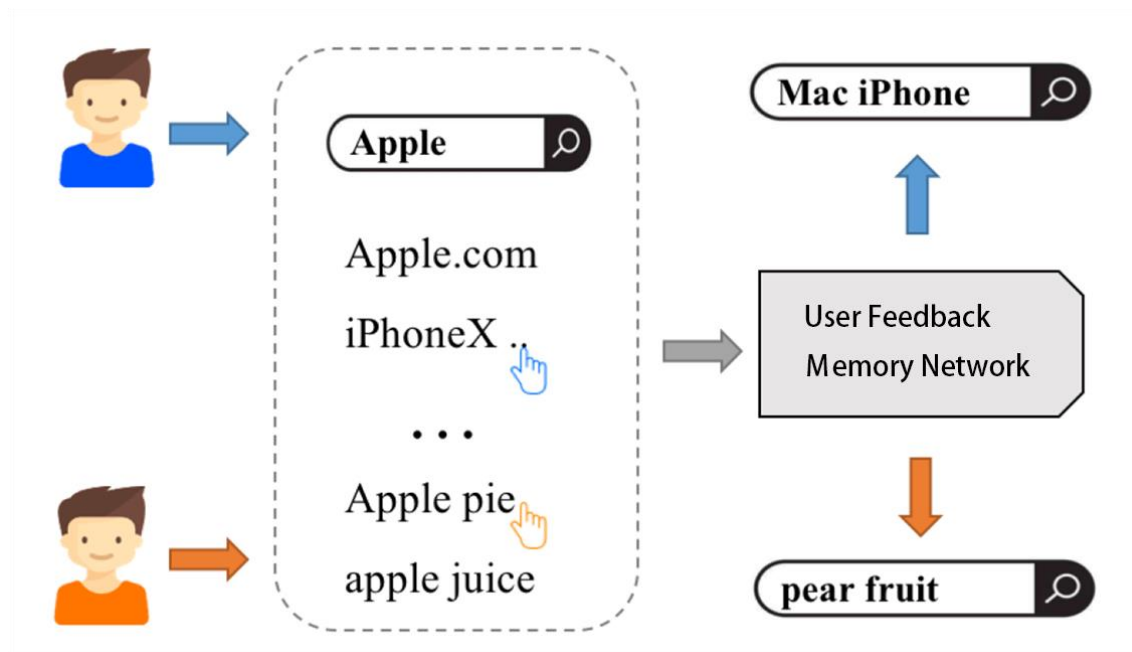 Apple
Apple.com
iPhoneX ..
...
Apple pie
apple juice
User Feedback
Memory Network
Mac iPhone
pear fruit